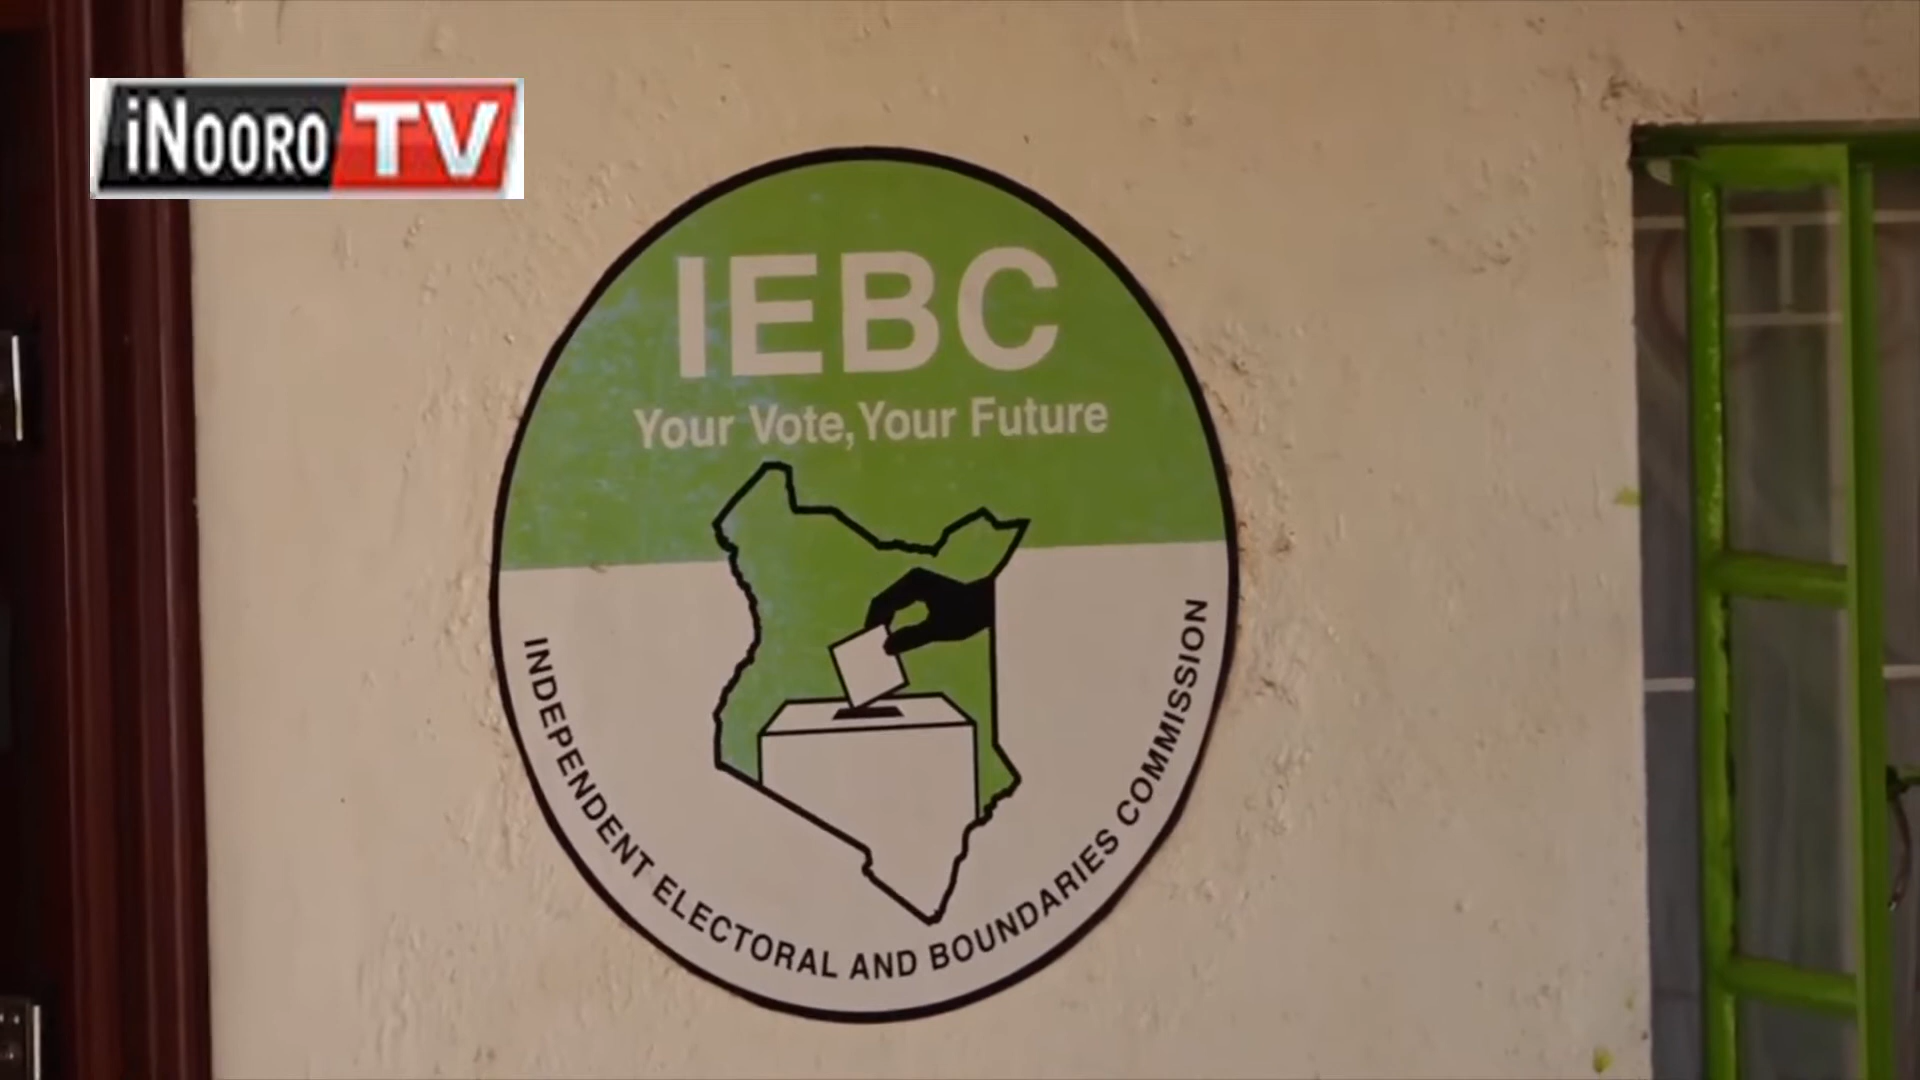 iNOORO TV
IEBC
Your Vote, Your Future
INDEPENDENT ELECTORAL AND BOUNDARIES COMMISSION